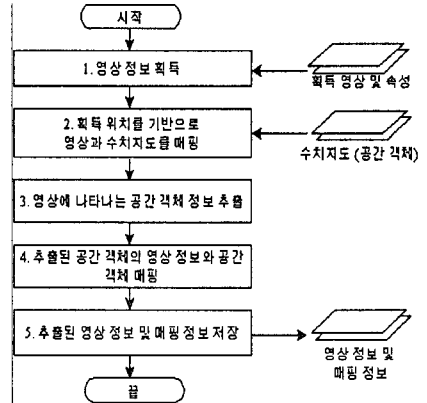 시작
1. 영상 정보 획득
획득 영상 및 속성
2. 획득 위치를 기반으로
영상과 수치지도를 매핑
수치지도 (공간 객체)
3. 영상에 나타나는 공간 객체 정보 추출
4. 추출된 공간 객체의 영상 정보와 공간
객체 매핑
5. 추출된 영상 정보 및 매핑 정보 저장
영상 정보 및
매핑 정보
끝